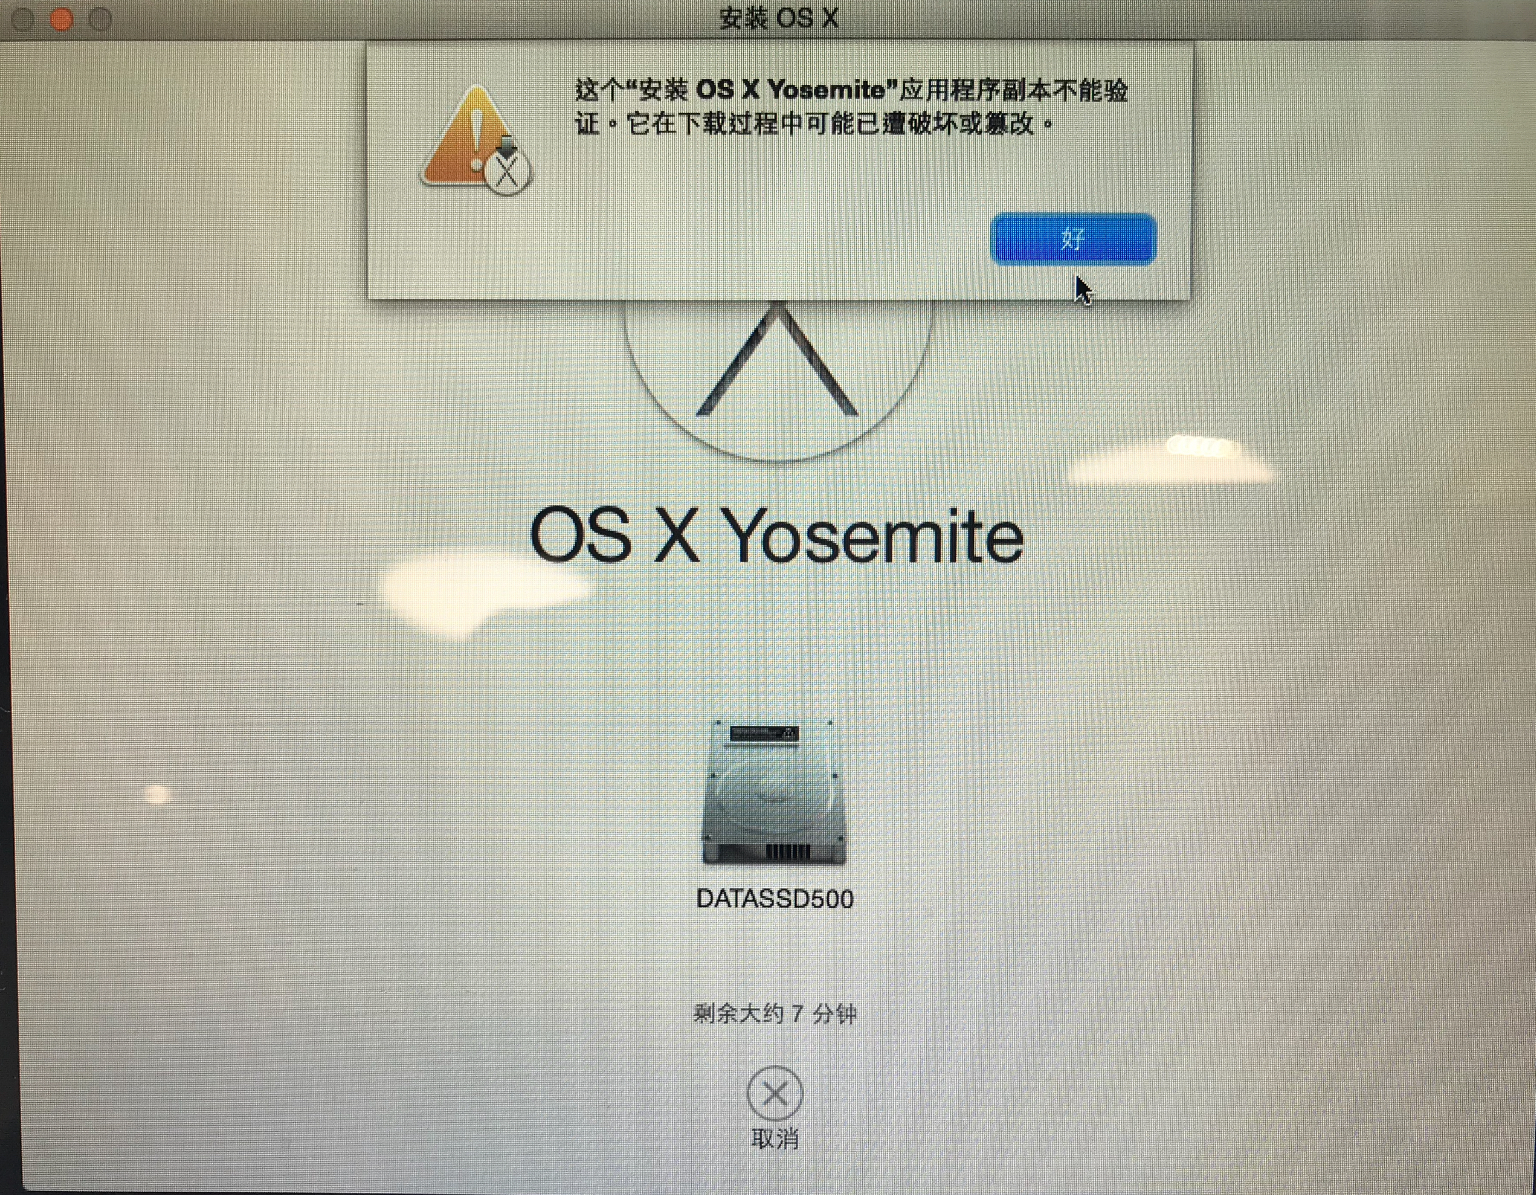 安装 OS X
这个“安装 OS X Yosemite”应用程序副本不能验
证。它在下载过程中可能已遭破坏或篡改。
好
OS X Yosemite
DATASSD500
剩余大约 7 分钟
取消